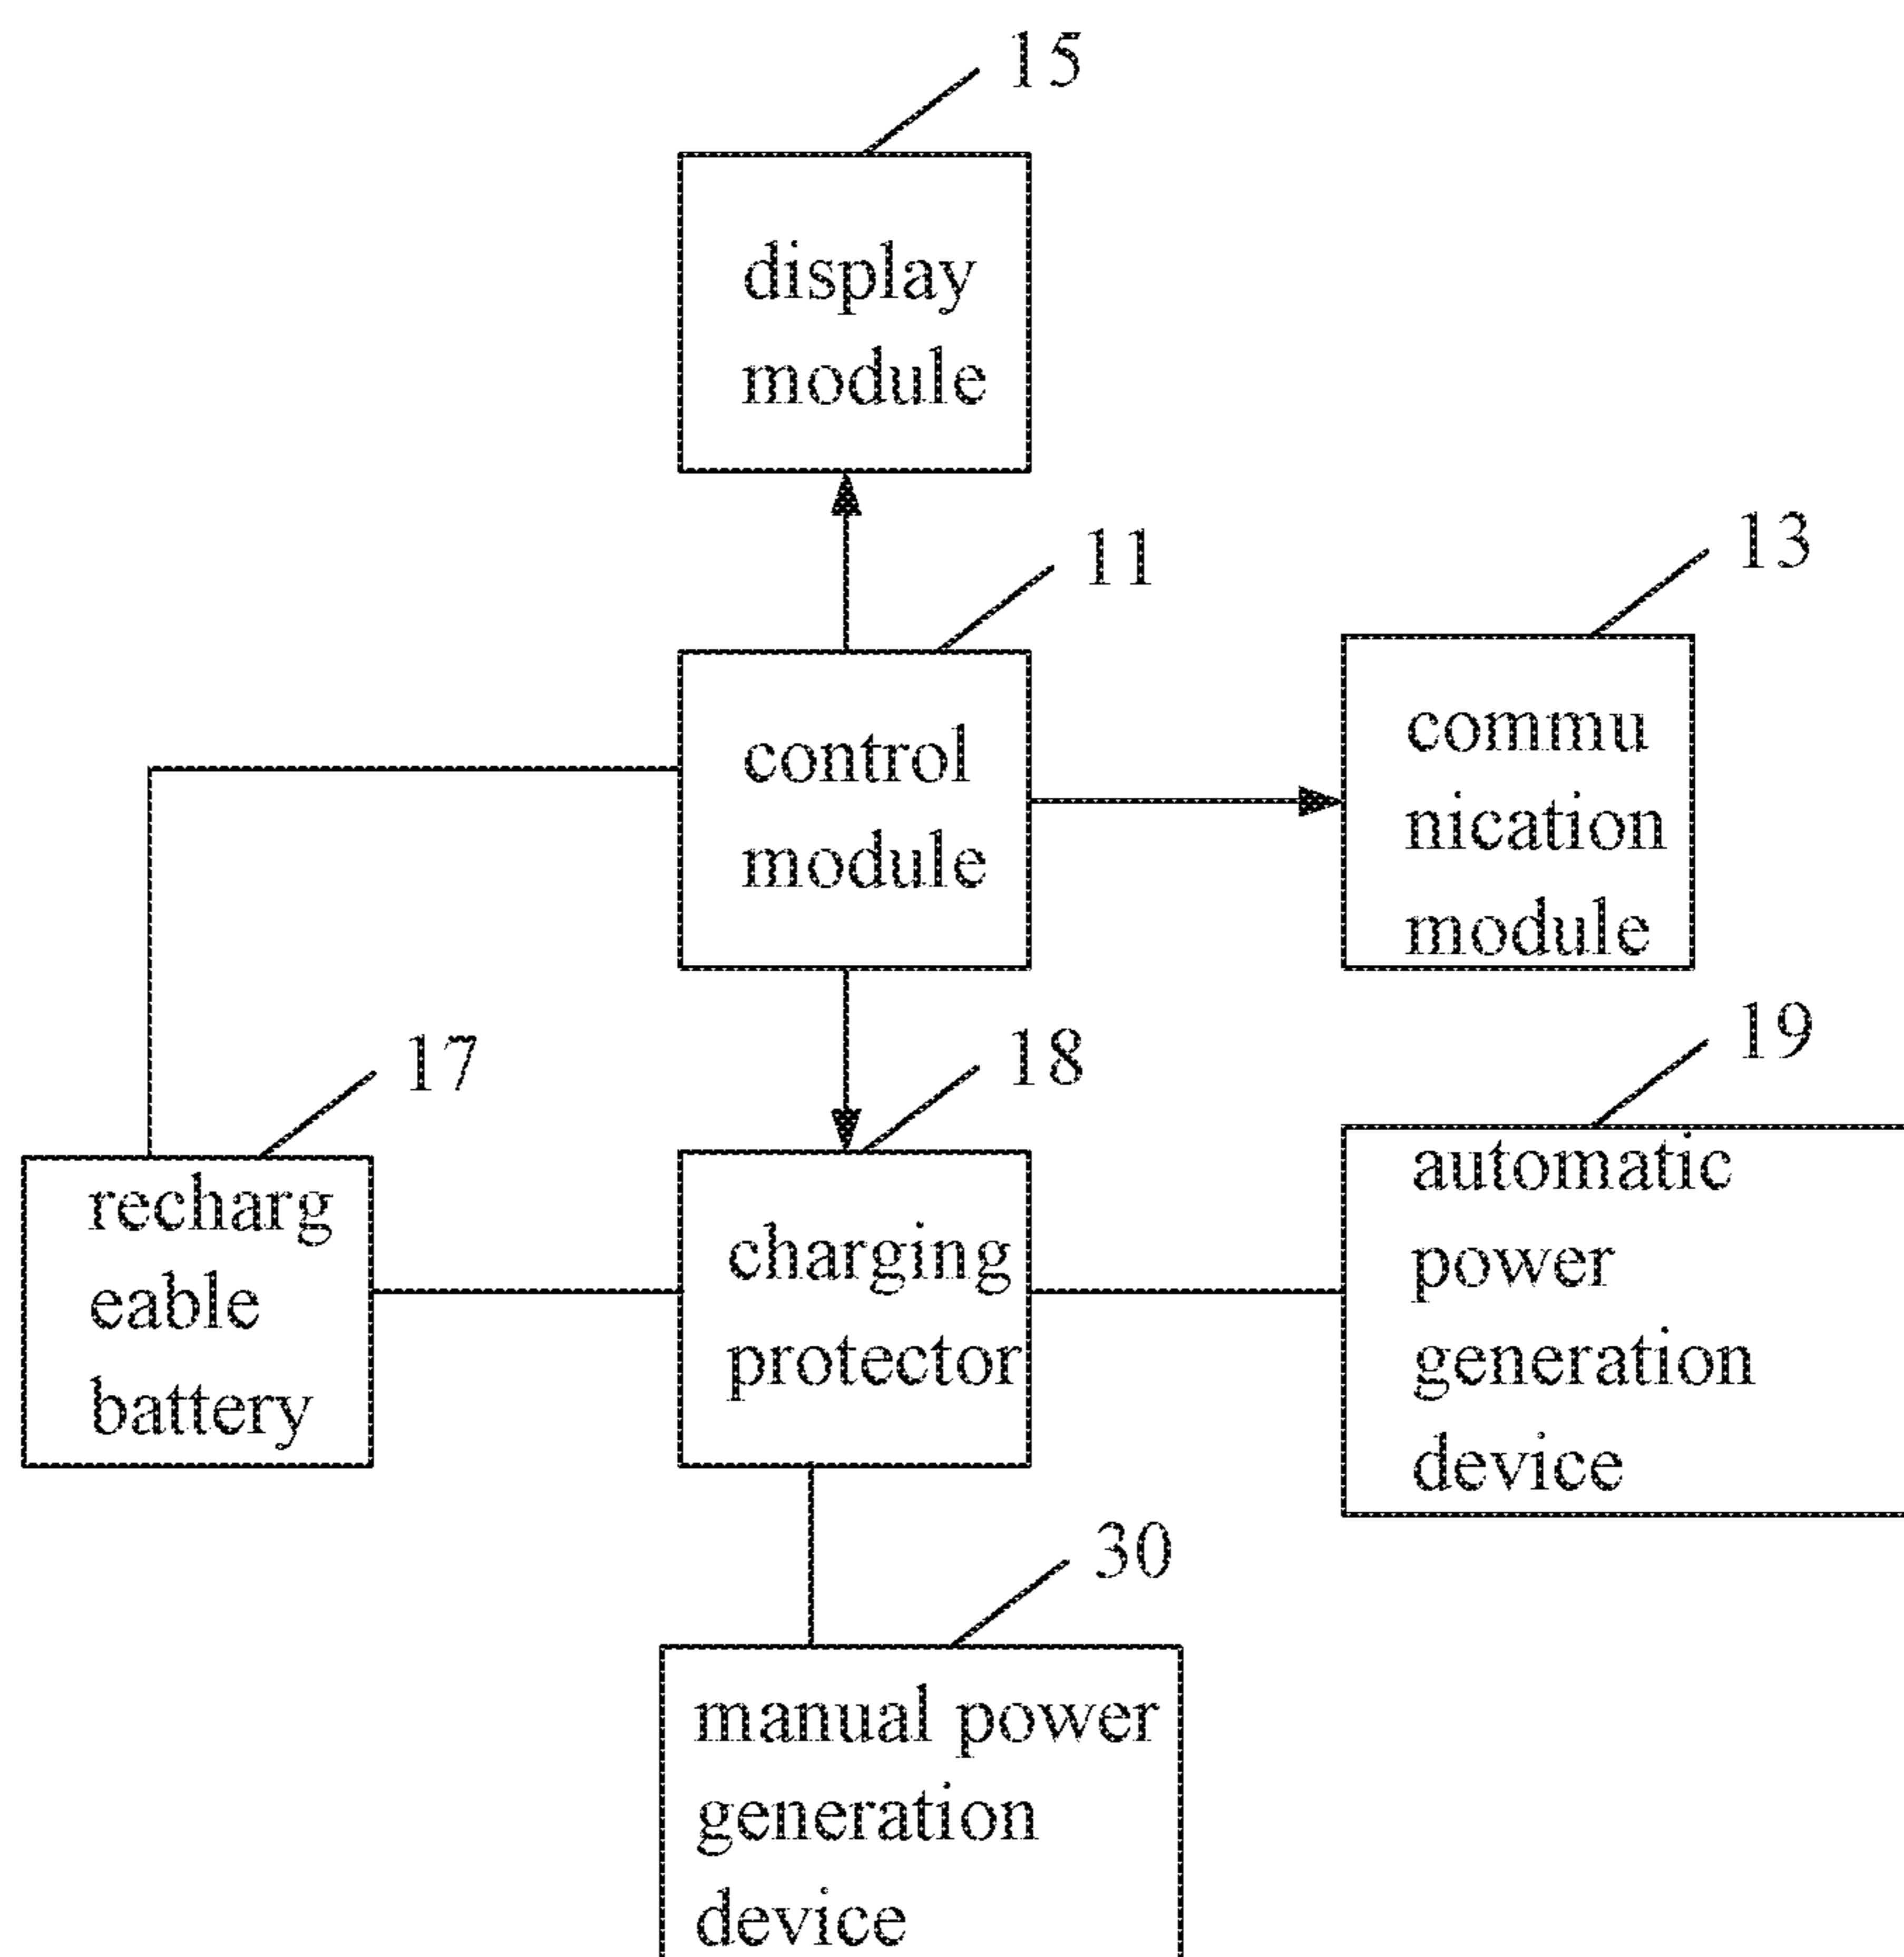 15
display
module
11
13
control
module
commu
nication
module
17
18
19
recharg
eable
battery
charging
protector
automatic
power
generation
device
30
manual power
generation
device